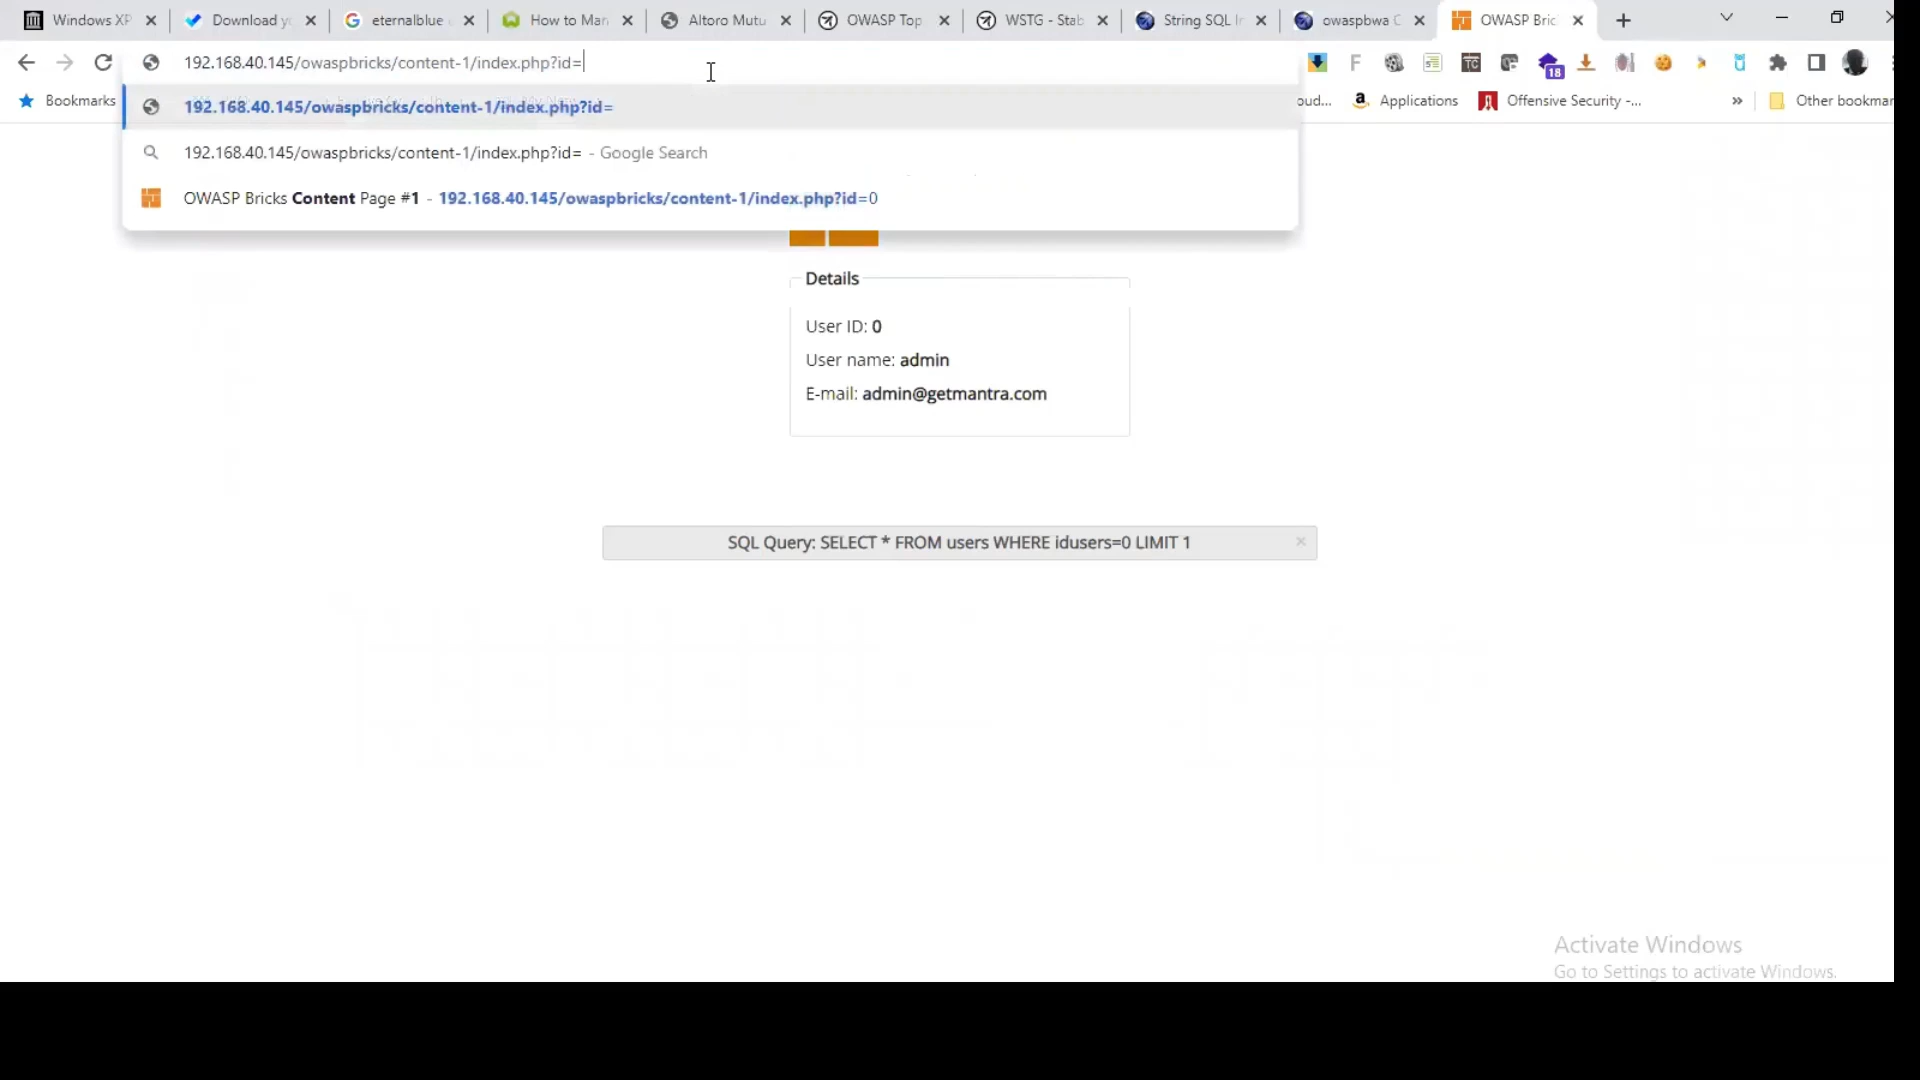 Windows XP
Download y
eternalblue
How to Man
Altoro Mutu
OWASP Top
WSTG - Stab
String SQL I
owaspbwa
OWASP Bric
192.168.40.145/owaspbricks/content-1/index.php?id=
F
TC
18
Bookmarks
oud...
Applications
Offensive Security -...
»
Other bookmar
192.168.40.145/owaspbricks/content-1/index.php?id=
192.168.40.145/owaspbricks/content-1/index.php?id= - Google Search
OWASP Bricks Content Page #1 - 192.168.40.145/owaspbricks/content-1/index.php?id=0
Details
User ID: 0
User name: admin
E-mail: admin@getmantra.com
SQL Query: SELECT * FROM users WHERE idusers=0 LIMIT 1
Activate Windows
Go to Settings to activate Windows.